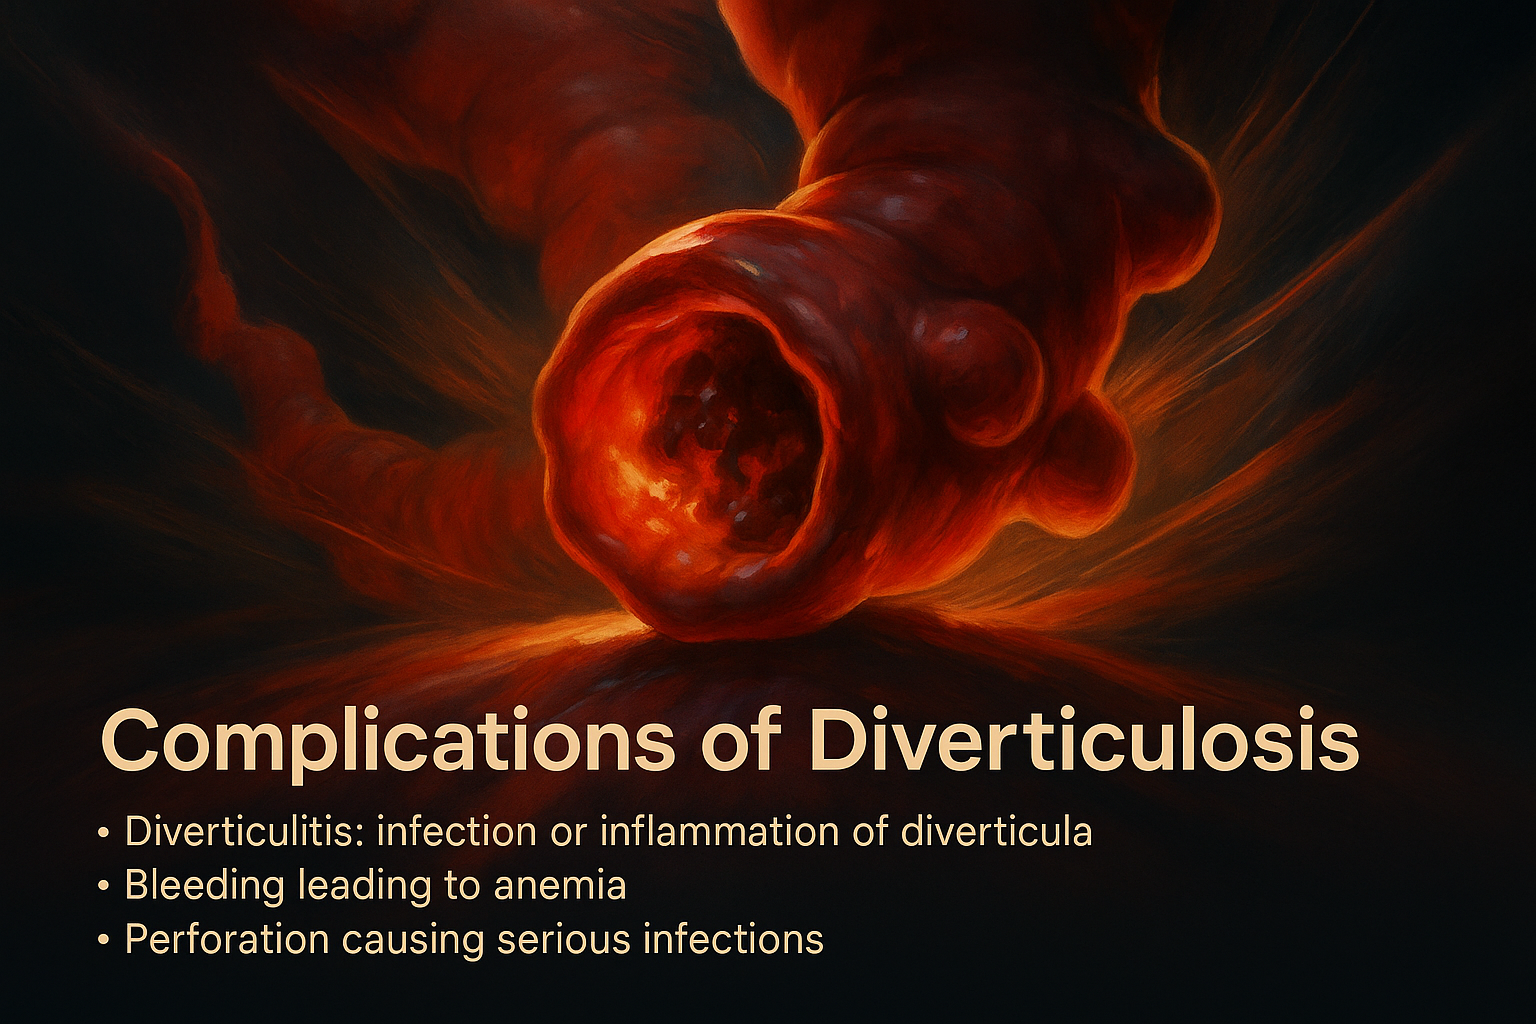 Complications of Diverticulosis
• Diverticulitis: infection or inflammation of diverticula
• Bleeding leading to anemia
• Perforation causing serious infections